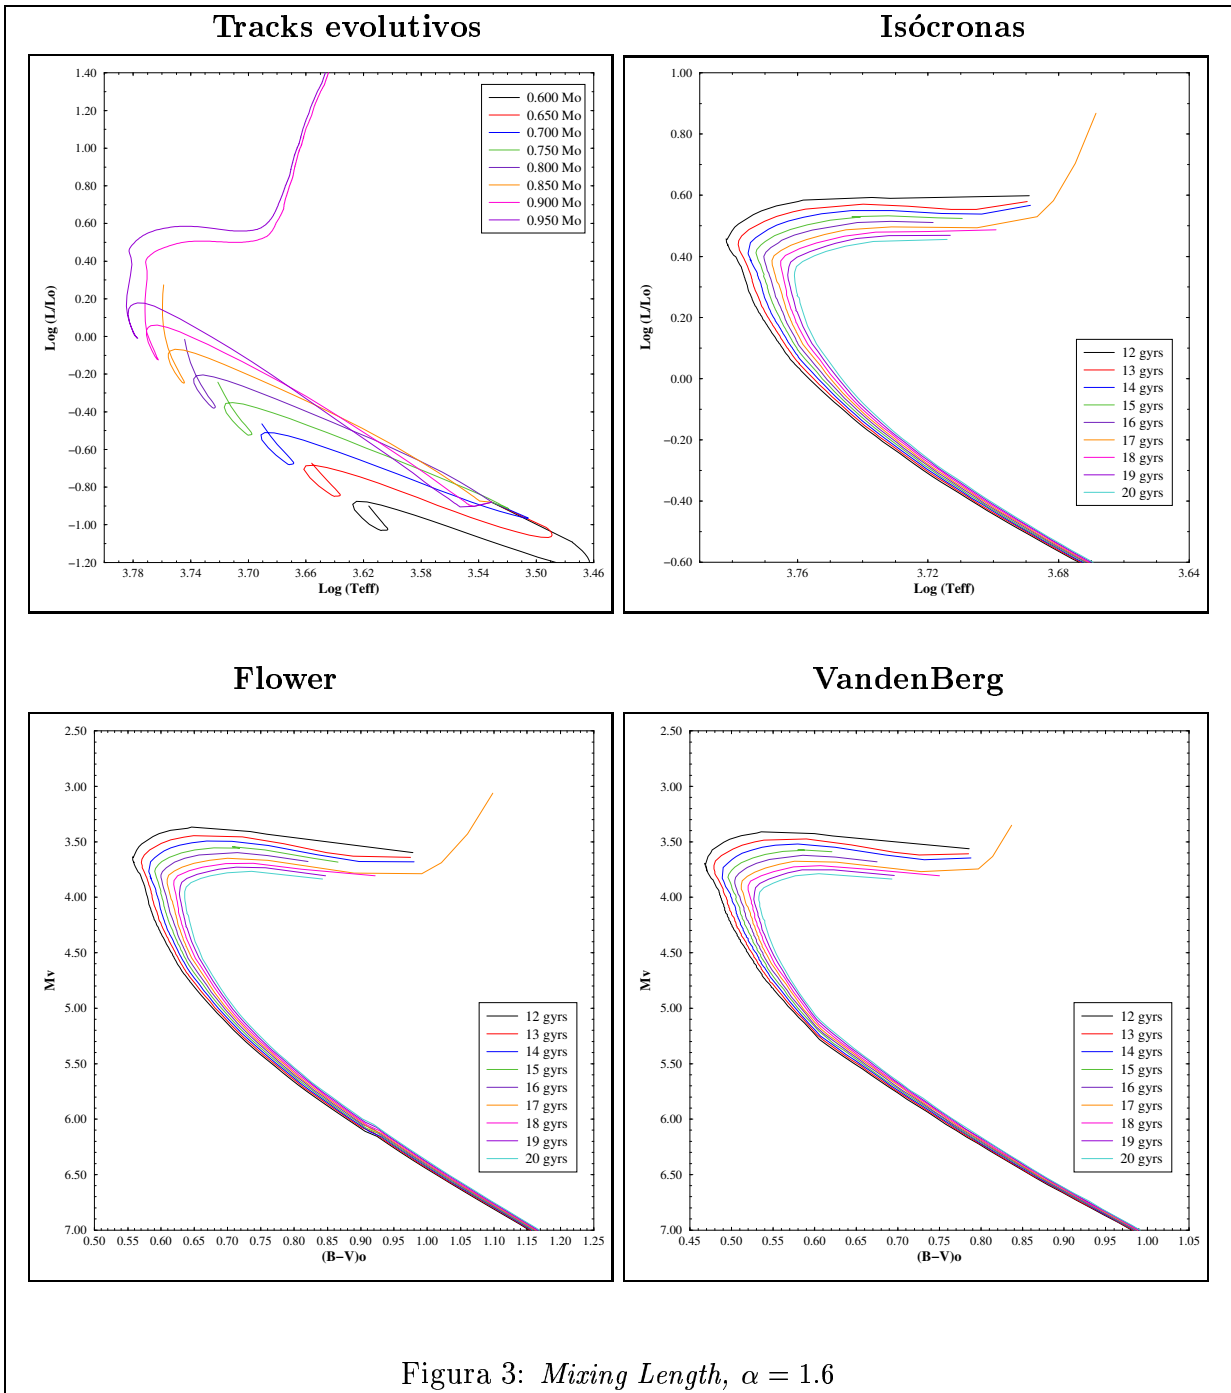 Tracks evolutivos
Isócronas
1.40
1.20
1.00
0.80
0.60
0.40
0.20
0.00
−0.20
−0.40
−0.60
−0.80
−1.00
−1.20
Log (L/Lo)
3.78 3.74 3.70 3.66 3.62 3.58 3.54 3.50 3.46
Log (Teff)
0.600 Mo
0.650 Mo
0.700 Mo
0.750 Mo
0.800 Mo
0.850 Mo
0.900 Mo
0.950 Mo
1.00
0.80
0.60
0.40
0.20
0.00
−0.20
−0.40
−0.60
Log (L/Lo)
3.76 3.72 3.68 3.64
Log (Teff)
12 gyrs
13 gyrs
14 gyrs
15 gyrs
16 gyrs
17 gyrs
18 gyrs
19 gyrs
20 gyrs
Flower
VandenBerg
2.50
3.00
3.50
4.00
4.50
5.00
5.50
6.00
6.50
7.00
Mv
0.50 0.55 0.60 0.65 0.70 0.75 0.80 0.85 0.90 0.95 1.00 1.05 1.10 1.15 1.20 1.25
(B−V)o
12 gyrs
13 gyrs
14 gyrs
15 gyrs
16 gyrs
17 gyrs
18 gyrs
19 gyrs
20 gyrs
2.50
3.00
3.50
4.00
4.50
5.00
5.50
6.00
6.50
7.00
Mv
0.45 0.50 0.55 0.60 0.65 0.70 0.75 0.80 0.85 0.90 0.95 1.00 1.05
(B−V)o
12 gyrs
13 gyrs
14 gyrs
15 gyrs
16 gyrs
17 gyrs
18 gyrs
19 gyrs
20 gyrs
Figura 3: Mixing Length, α = 1.6